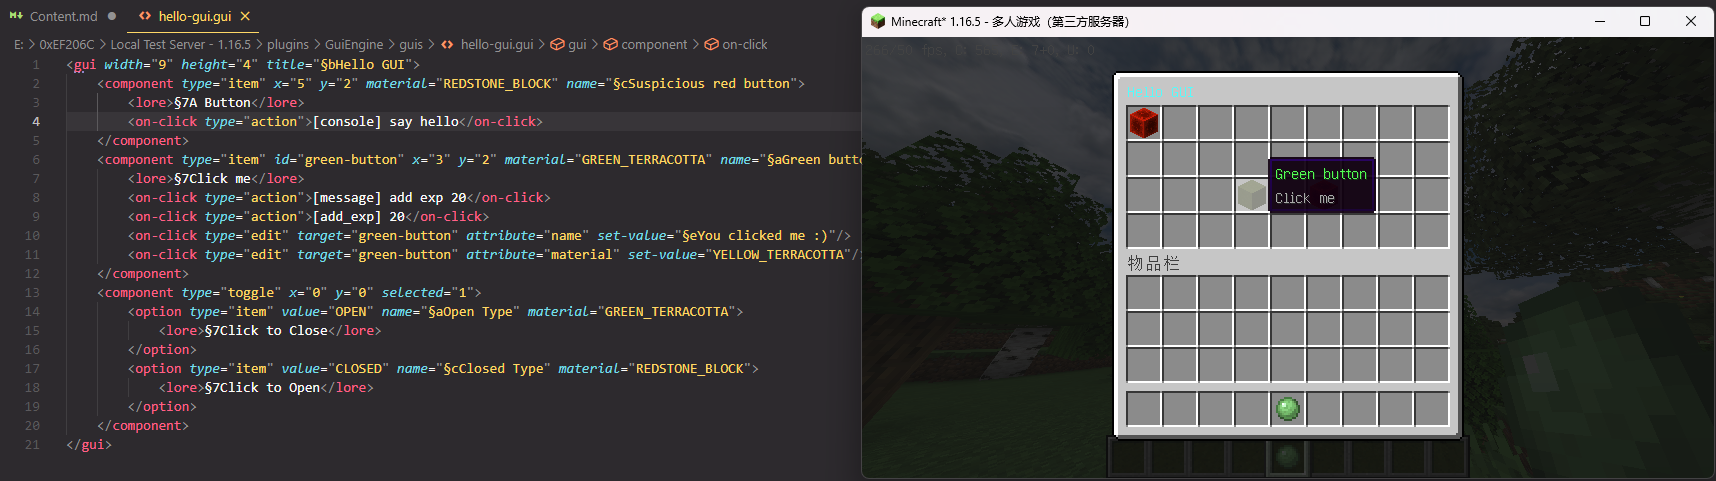 Content.md
hello-gui.gui
E: > 0xEF206C > Local Test Server - 1.16.5 > plugins > GuiEngine > guis > hello-gui.gui > gui > component > on-click
1 <gui width="9" height="4" title="§bHello GUI">
2 <component type="item" x="5" y="2" material="REDSTONE_BLOCK" name="§cSuspicious red button">
3 <lore>§7A Button</lore>
4 <on-click type="action">[console] say hello</on-click>
5 </component>
6 <component type="item" id="green-button" x="3" y="2" material="GREEN_TERRACOTTA" name="§aGreen butto
7 <lore>§7Click me</lore>
8 <on-click type="action">[message] add exp 20</on-click>
9 <on-click type="action">[add_exp] 20</on-click>
10 <on-click type="edit" target="green-button" attribute="name" set-value="§eYou clicked me :)"/>
11 <on-click type="edit" target="green-button" attribute="material" set-value="YELLOW_TERRACOTTA"/
12 </component>
13 <component type="toggle" x="0" y="0" selected="1">
14 <option type="item" value="OPEN" name="§aOpen Type" material="GREEN_TERRACOTTA">
15 <lore>§7Click to Close</lore>
16 </option>
17 <option type="item" value="CLOSED" name="§cClosed Type" material="REDSTONE_BLOCK">
18 <lore>§7Click to Open</lore>
19 </option>
20 </component>
21 </gui>
Minecraft* 1.16.5 - 多人游戏（第三方服务器）
Hello GUI
Green button
Click me
物品栏